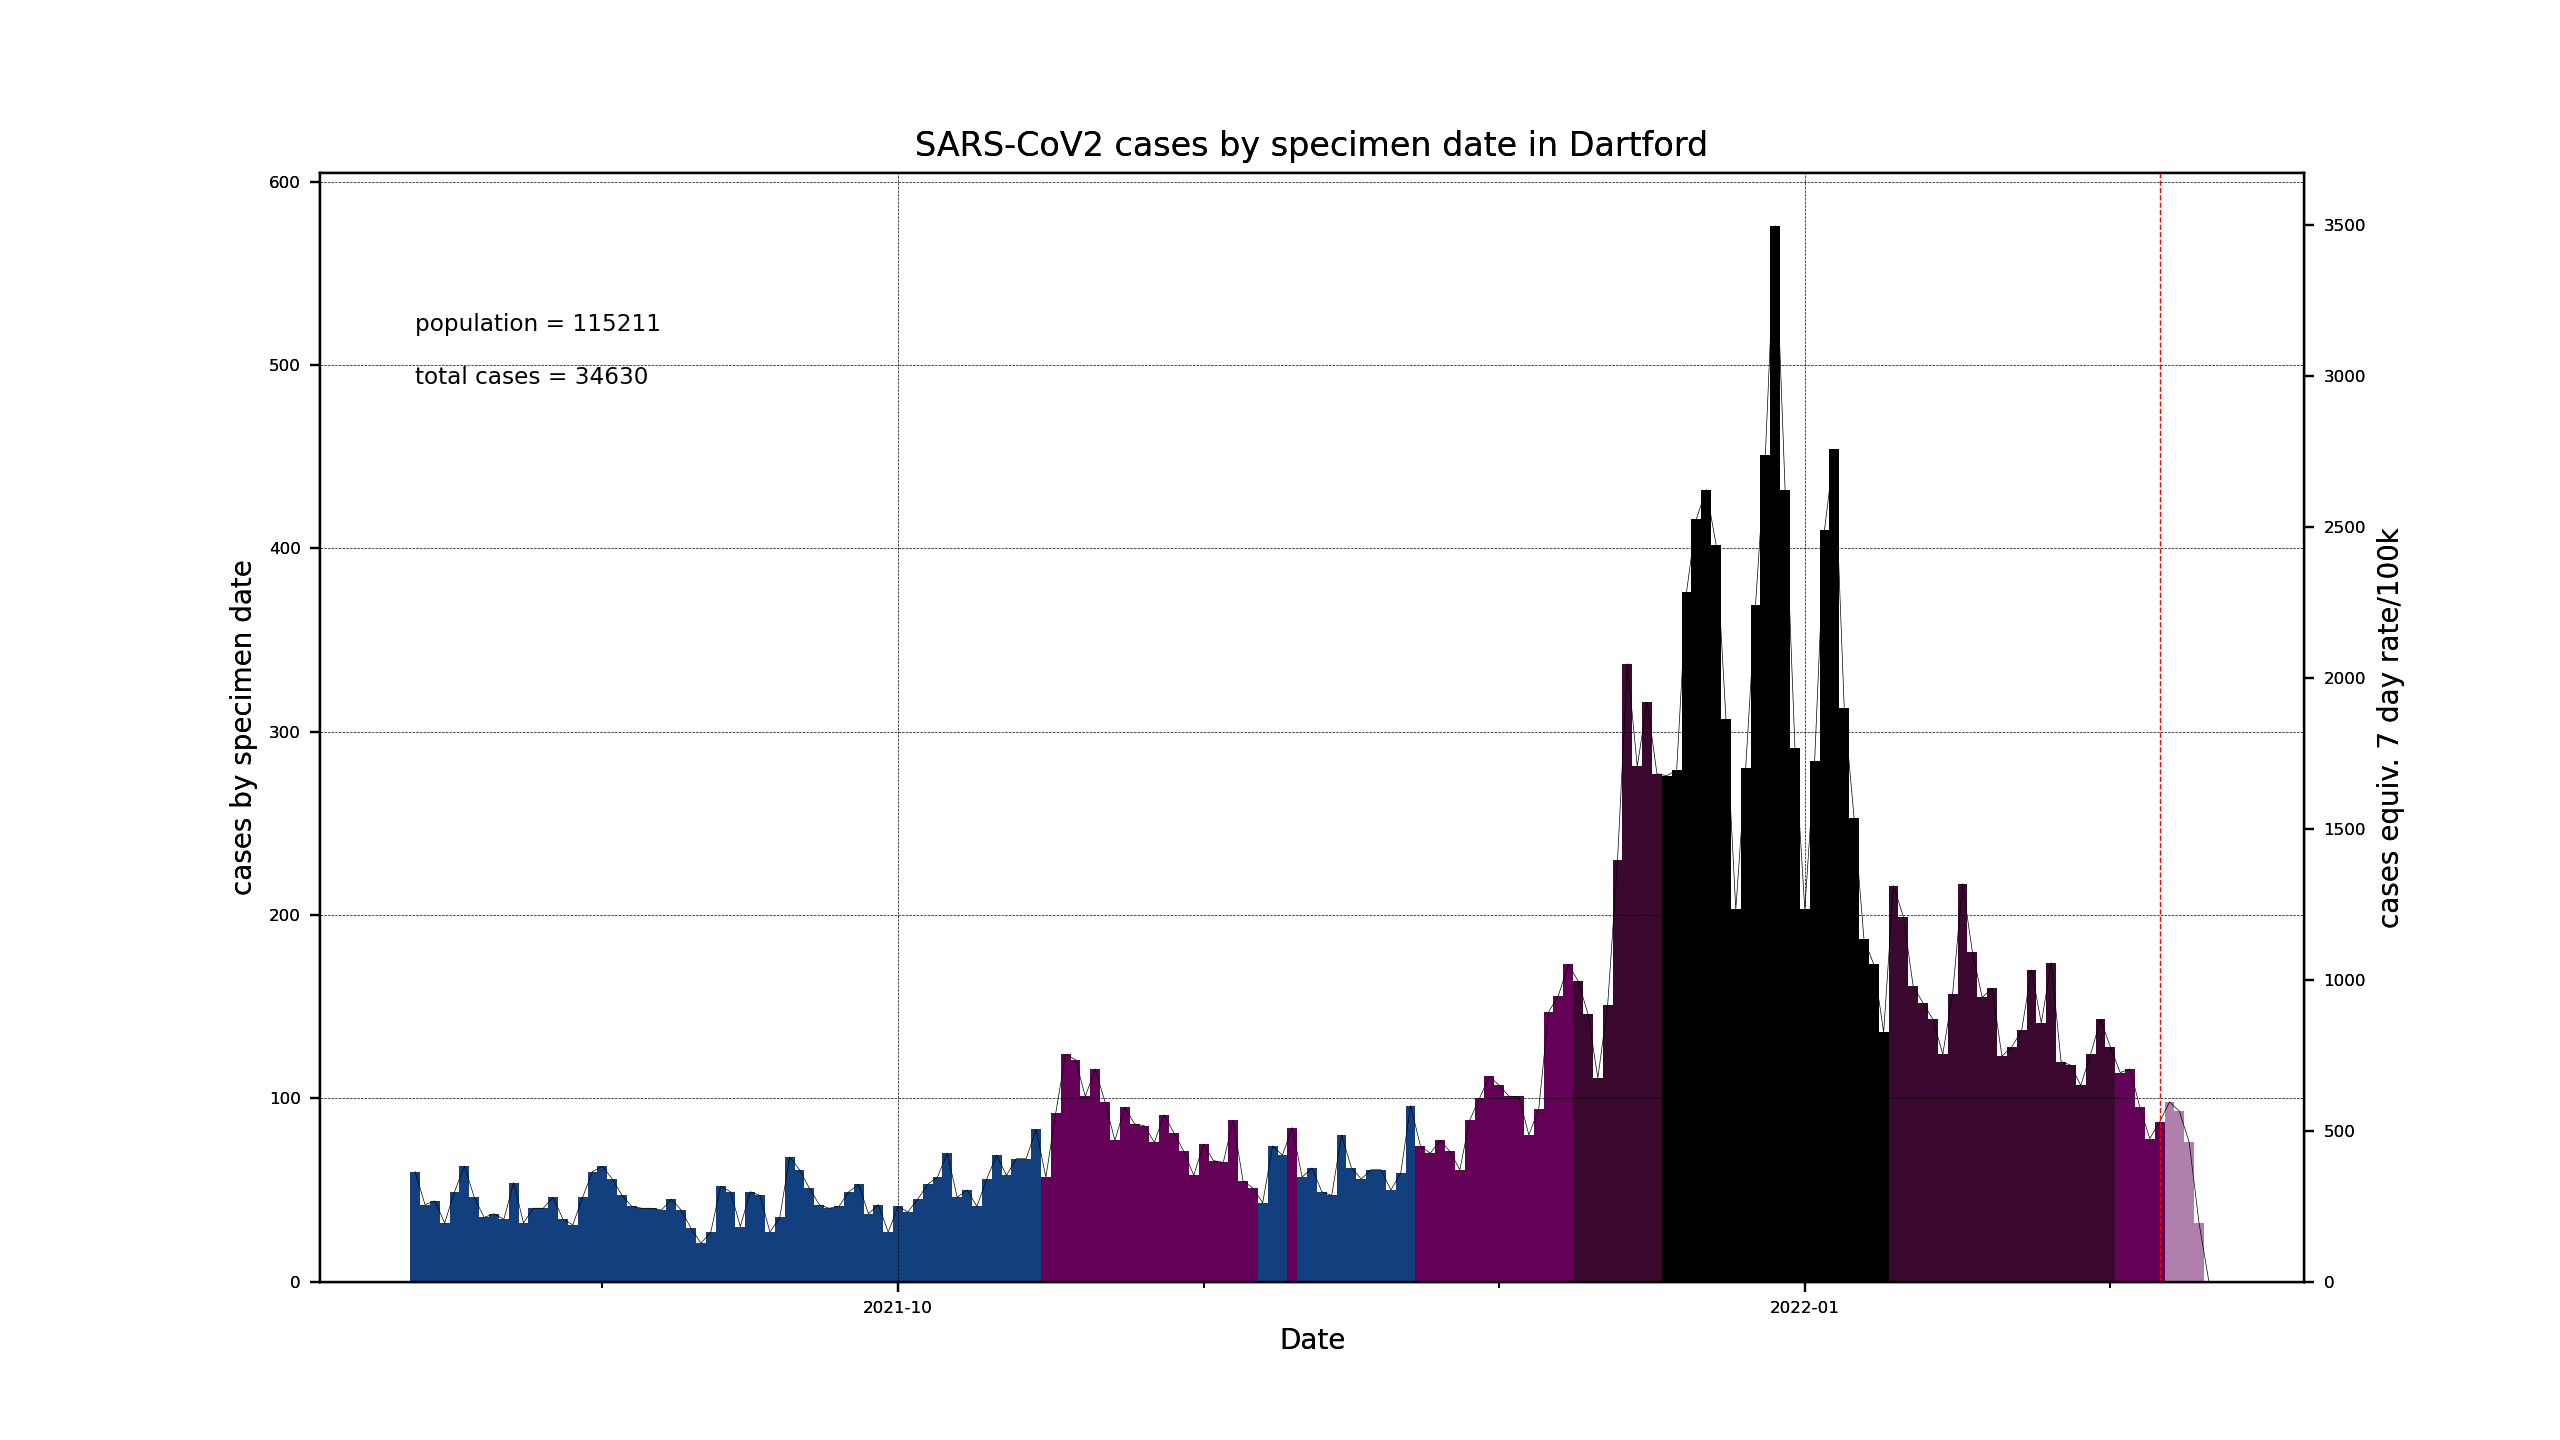 SARS-CoV2 cases by specimen date in Dartford
600
500
400
300
200
100
0
cases by specimen date
population = 115211
total cases = 34630
3500
3000
2500
2000
1500
1000
500
0
cases equiv. 7 day rate/100k
2021-10
2022-01
Date